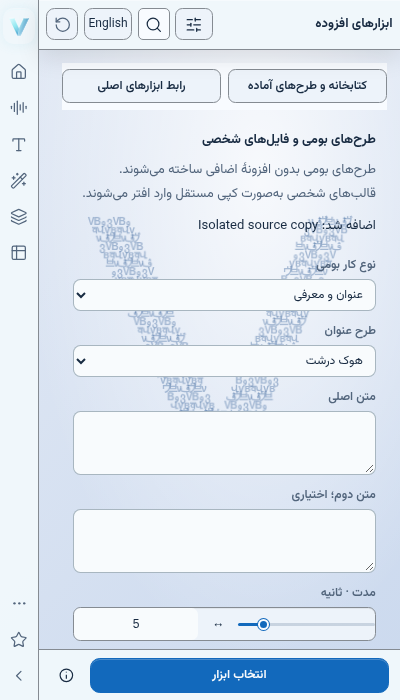 ابزارهای افزوده
English
کتابخانه و طرح‌های آماده
رابط ابزارهای اصلی
طرح‌های بومی و فایل‌های شخصی
طرح‌های بومی بدون افزونهٔ اضافی ساخته می‌شوند.
قالب‌های شخصی به‌صورت کپی مستقل وارد افتر می‌شوند.
اضافه شد: Isolated source copy
نوع کار بومی
عنوان و معرفی
طرح عنوان
هوک درشت
متن اصلی
متن دوم؛ اختیاری
مدت · ثانیه
5
انتخاب ابزار